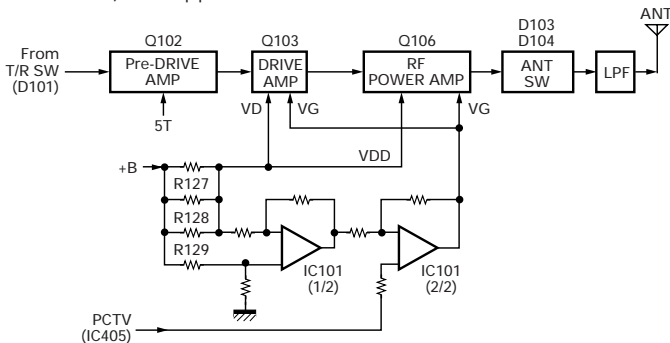 ANT
D103
D104
Q102
Q103
Q106
From
T/R SW
(D101)
Pre-DRIVE
AMP
DRIVE
AMP
RF
POWER AMP
ANT
SW
LPF
VD
VG
VG
5T
VDD
+B
R127
R128
R129
IC101
(1/2)
IC101
(2/2)
PCTV
(IC405)